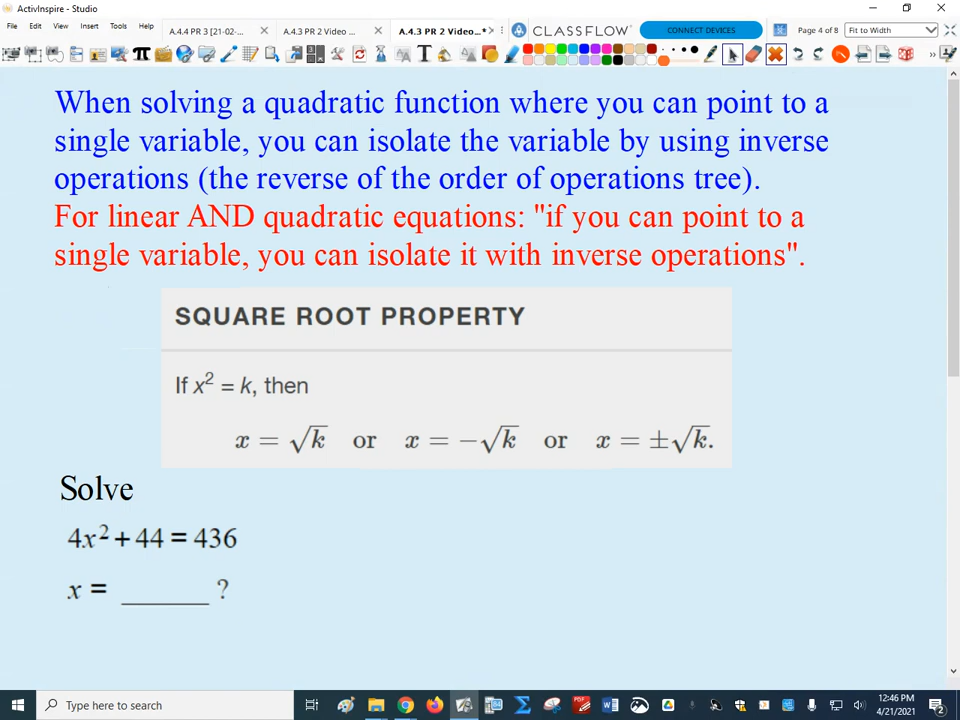 ActivInspire - Studio
File Edit View Insert Tools Help
A.4.4 PR 3 [21-02-...
A.4.3 PR 2 Video ...
A.4.3 PR 2 Video...*
CLASSFLOW
CONNECT DEVICES
Page 4 of 8
Fit to Width
When solving a quadratic function where you can point to a
single variable, you can isolate the variable by using inverse
operations (the reverse of the order of operations tree).
For linear AND quadratic equations: "if you can point to a
single variable, you can isolate it with inverse operations".
SQUARE ROOT PROPERTY
If x² = k, then
x = √k or x = −√k or x = ±√k.
Solve
4x² + 44 = 436
x = ______ ?
Type here to search
12:46 PM
4/21/2021
2